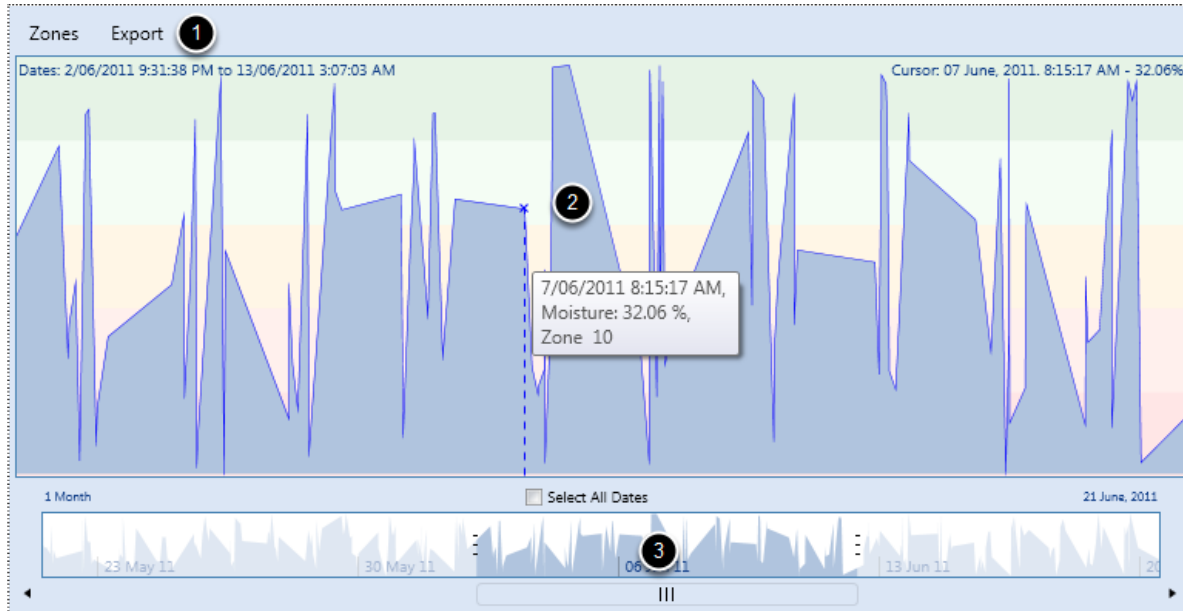 Zones Export 1
Dates: 2/06/2011 9:31:38 PM to 13/06/2011 3:07:03 AM
Cursor: 07 June, 2011. 8:15:17 AM - 32.06%
2
7/06/2011 8:15:17 AM,
Moisture: 32.06 %,
Zone 10
1 Month
Select All Dates
21 June, 2011
3
23 May 11
30 May 11
06 11
13 Jun 11
20